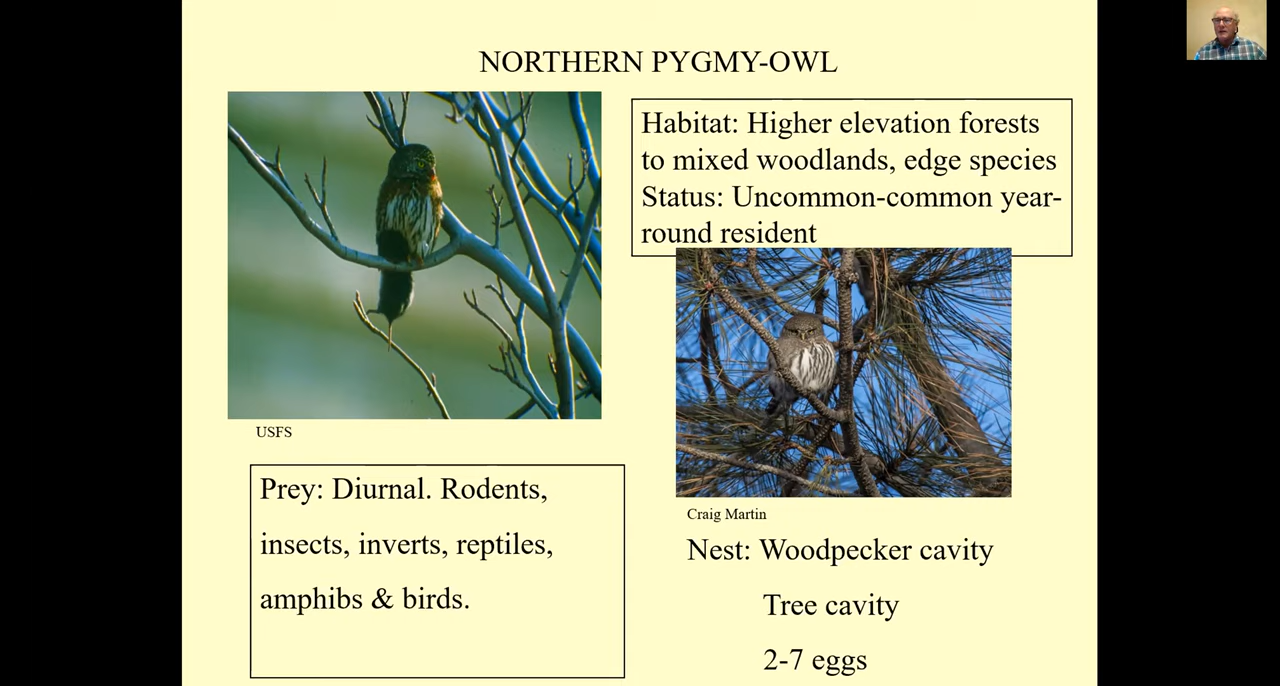 NORTHERN PYGMY-OWL
Habitat: Higher elevation forests
to mixed woodlands, edge species
Status: Uncommon-common year-
round resident
USFS
Prey: Diurnal. Rodents,
insects, inverts, reptiles,
amphibs & birds.
Craig Martin
Nest: Woodpecker cavity
Tree cavity
2-7 eggs